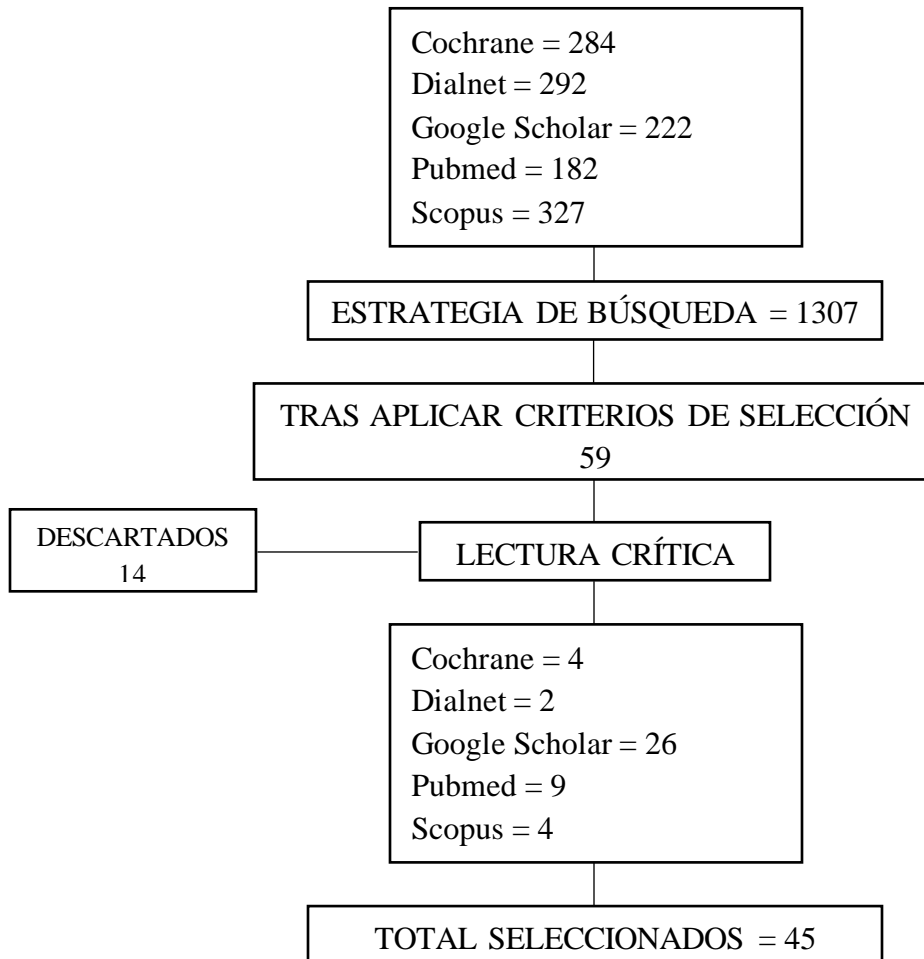 Cochrane = 284
Dialnet = 292
Google Scholar = 222
Pubmed = 182
Scopus = 327
ESTRATEGIA DE BÚSQUEDA = 1307
TRAS APLICAR CRITERIOS DE SELECCIÓN
59
DESCARTADOS
14
LECTURA CRÍTICA
Cochrane = 4
Dialnet = 2
Google Scholar = 26
Pubmed = 9
Scopus = 4
TOTAL SELECCIONADOS = 45